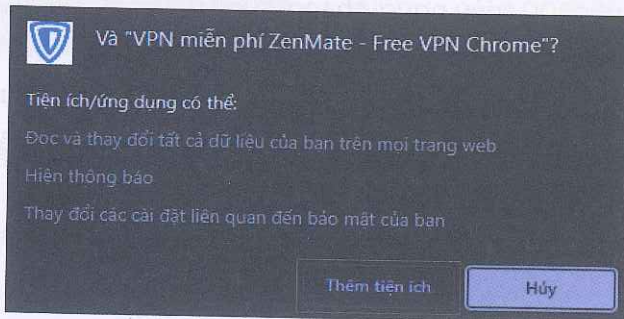 Và "VPN miễn phí ZenMate - Free VPN Chrome"?
Tiện ích/ứng dụng có thể:
Đọc và thay đổi tất cả dữ liệu của bạn trên mọi trang web
Hiện thông báo
Thay đổi các cài đặt liên quan đến bảo mật của bạn
Thêm tiện ích
Hủy